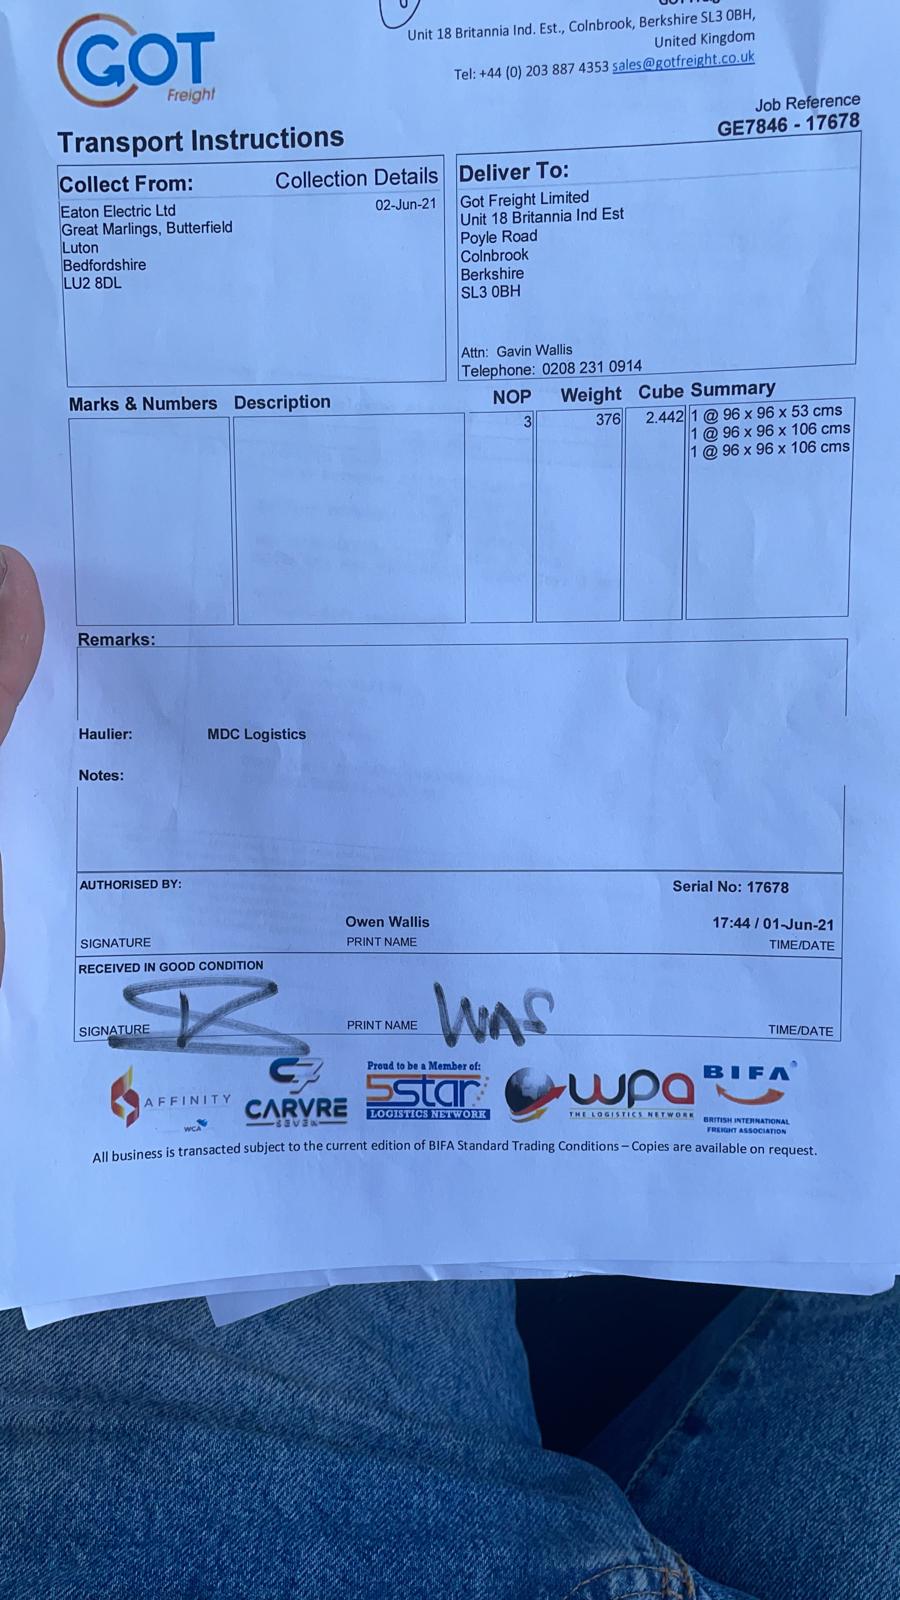 GOT
Freight
Unit 18 Britannia Ind. Est., Colnbrook, Berkshire SL3 0BH,
United Kingdom
Tel: +44 (0) 203 887 4353 sales@gotfreight.co.uk
Job Reference
GE7846 - 17678
Transport Instructions
Collect From: Collection Details
02-Jun-21
Eaton Electric Ltd
Great Marlings, Butterfield
Luton
Bedfordshire
LU2 8DL
Deliver To:
Got Freight Limited
Unit 18 Britannia Ind Est
Poyle Road
Colnbrook
Berkshire
SL3 0BH
Attn: Gavin Wallis
Telephone: 0208 231 0914
Marks & Numbers Description NOP Weight Cube Summary
3 376 2.442 1 @ 96 x 96 x 53 cms
1 @ 96 x 96 x 106 cms
1 @ 96 x 96 x 106 cms
Remarks:
Haulier: MDC Logistics
Notes:
AUTHORISED BY: Serial No: 17678
Owen Wallis 17:44 / 01-Jun-21
SIGNATURE PRINT NAME TIME/DATE
RECEIVED IN GOOD CONDITION
SIGNATURE PRINT NAME TIME/DATE
AFFINITY
WCA
C7
CARVRE
SEVEN
Proud to be a Member of:
5star
LOGISTICS NETWORK
wpa
THE LOGISTICS NETWORK
BIFA
BRITISH INTERNATIONAL
FREIGHT ASSOCIATION
All business is transacted subject to the current edition of BIFA Standard Trading Conditions – Copies are available on request.